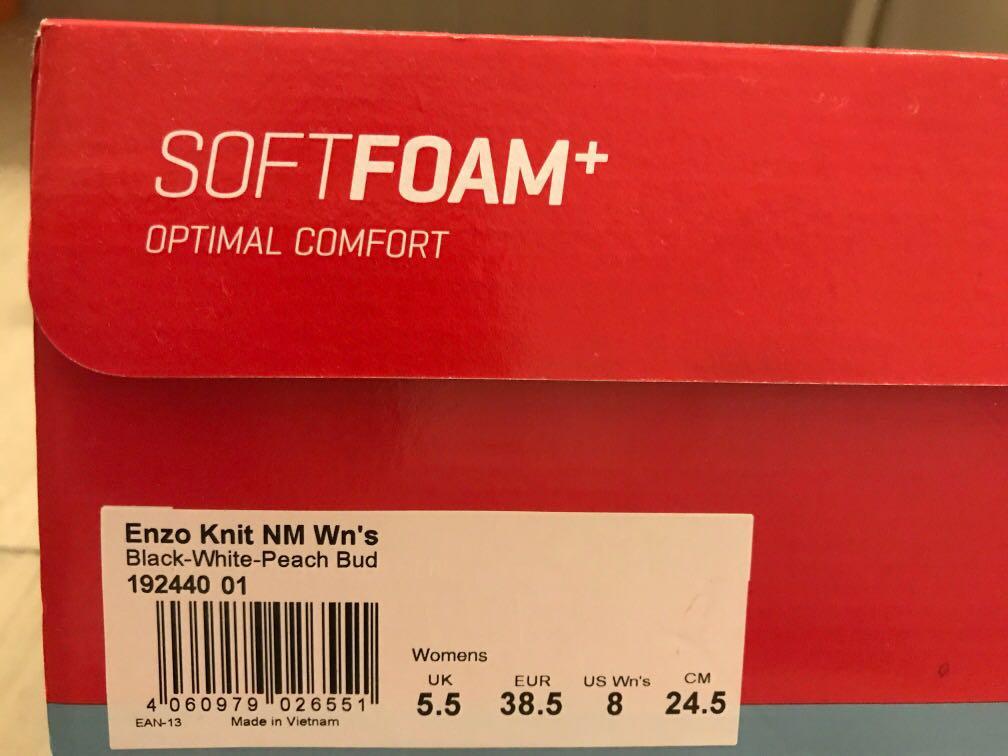 SOFTFOAM+
OPTIMAL COMFORT
Enzo Knit NM Wn's
Black-White-Peach Bud
192440 01
4 060979 026551
EAN-13 Made in Vietnam
Womens
UK EUR US Wn's CM
5.5 38.5 8 24.5